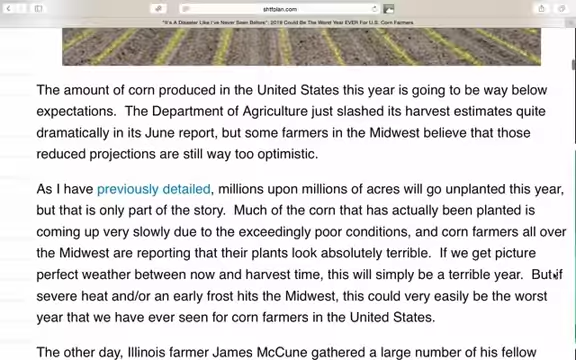 shtfplan.com
"It's A Disaster Like I've Never Seen Before": 2019 Could Be The Worst Year EVER For U.S. Corn Farmers
The amount of corn produced in the United States this year is going to be way below
expectations.  The Department of Agriculture just slashed its harvest estimates quite
dramatically in its June report, but some farmers in the Midwest believe that those
reduced projections are still way too optimistic.
As I have previously detailed, millions upon millions of acres will go unplanted this year,
but that is only part of the story.  Much of the corn that has actually been planted is
coming up very slowly due to the exceedingly poor conditions, and corn farmers all over
the Midwest are reporting that their plants look absolutely terrible.  If we get picture
perfect weather between now and harvest time, this will simply be a terrible year.  But if
severe heat and/or an early frost hits the Midwest, this could very easily be the worst
year that we have ever seen for corn farmers in the United States.
The other day, Illinois farmer James McCune gathered a large number of his fellow